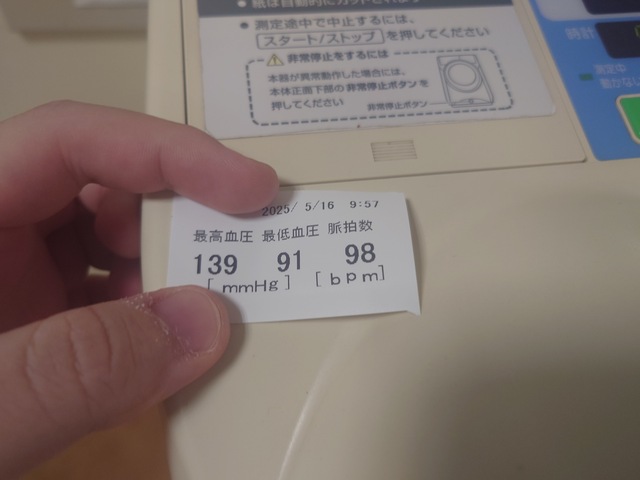 ●紙は自動的にカットされます
●測定途中で中止するには、
スタート/ストップ を押してください
非常停止をするには
本器が異常動作した場合には、
本体正面下部の非常停止ボタンを
押してください
非常停止ボタン
時計
測定中
2025/ 5/16 9:57
最高血圧 最低血圧 脈拍数
139 91 98
[ mmHg ] [ bpm]